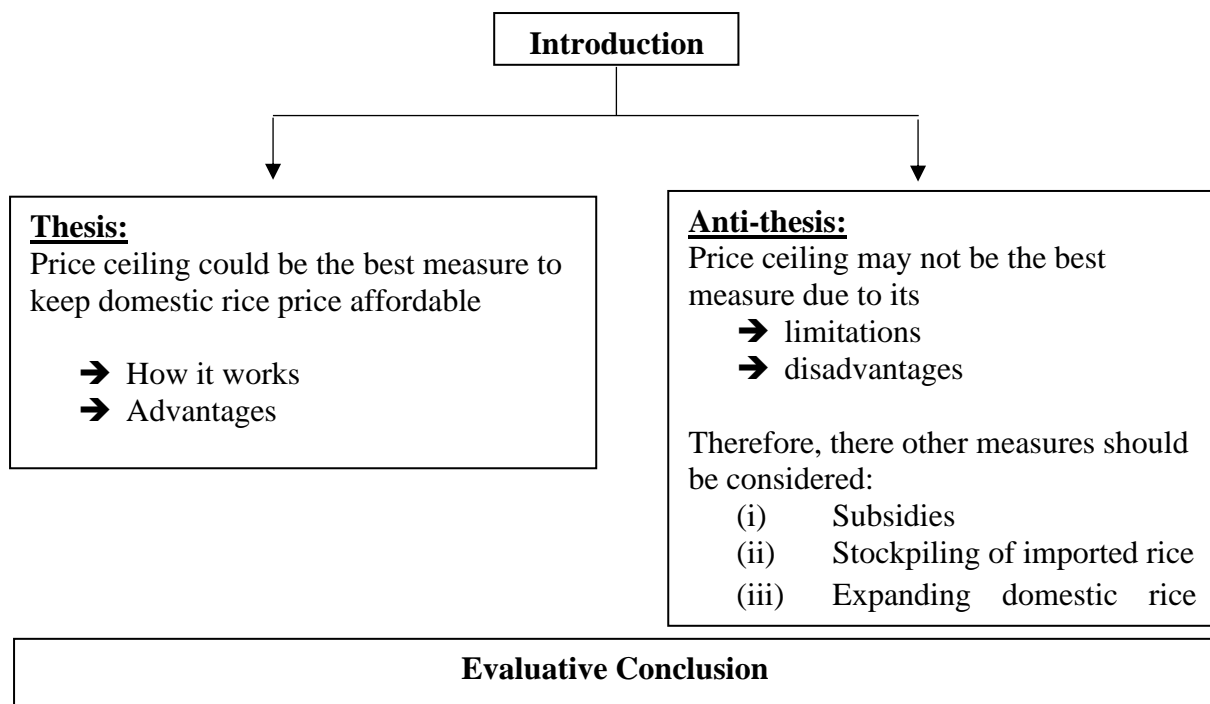 Introduction
Thesis:
Price ceiling could be the best measure to
keep domestic rice price affordable
➔ How it works
➔ Advantages
Anti-thesis:
Price ceiling may not be the best
measure due to its
➔ limitations
➔ disadvantages
Therefore, there other measures should
be considered:
(i) Subsidies
(ii) Stockpiling of imported rice
(iii) Expanding domestic rice
Evaluative Conclusion